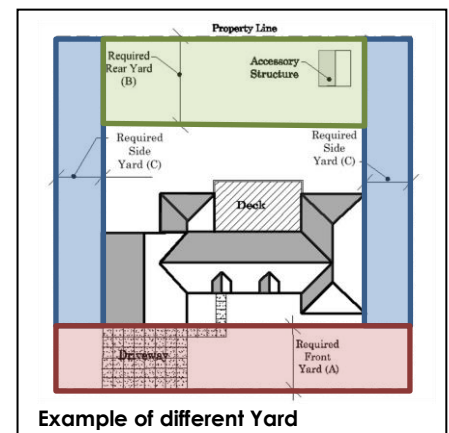 Property Line
Required
Rear Yard
(B)
Accessory
Structure
Required
Side
Yard (C)
Required
Side
Yard (C)
Deck
Driveway
Required
Front
Yard (A)
Example of different Yard